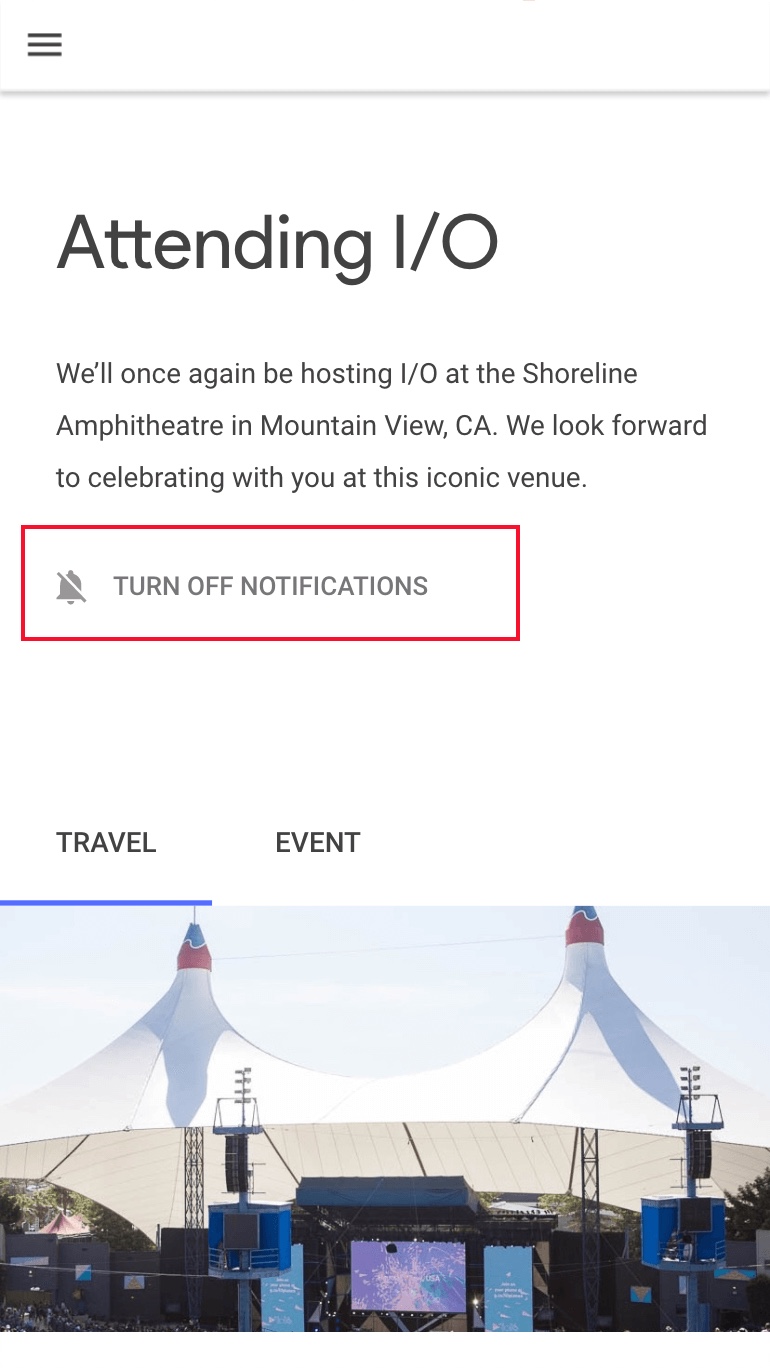 Attending I/O
We’ll once again be hosting I/O at the Shoreline
Amphitheatre in Mountain View, CA. We look forward
to celebrating with you at this iconic venue.
TURN OFF NOTIFICATIONS
TRAVEL
EVENT